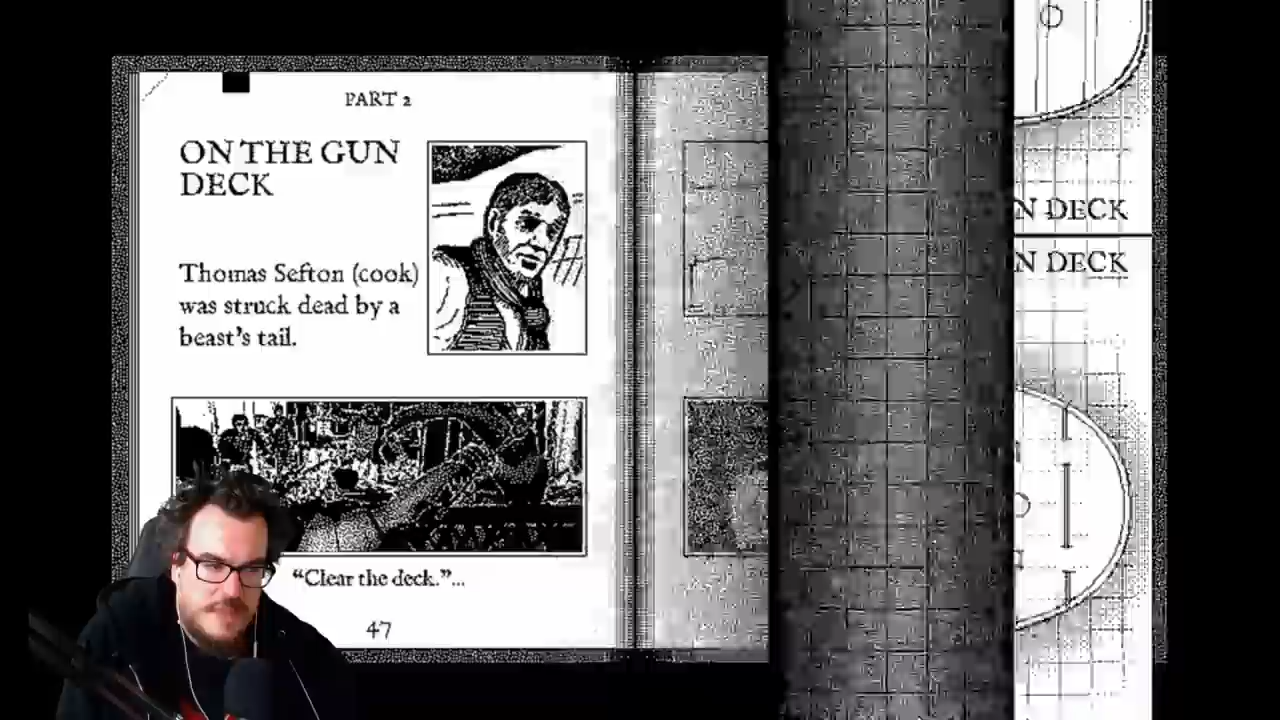 PART 2
ON THE GUN
DECK
Thomas Sefton (cook)
was struck dead by a
beast's tail.
“Clear the deck.”...
47
N DECK
N DECK